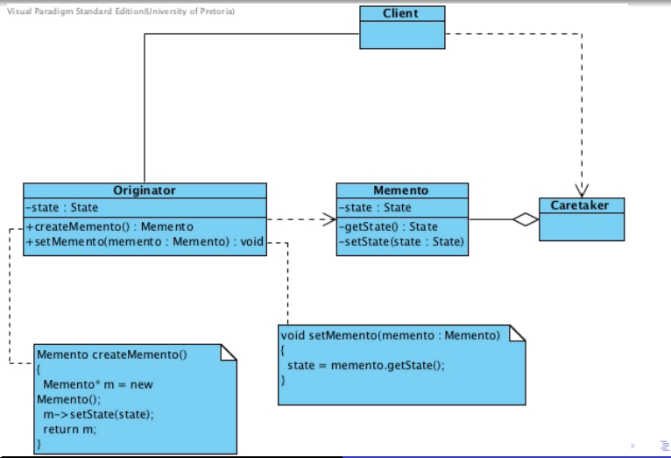 Visual Paradigm Standard Edition(University of Pretoria)
Client
Originator
-state : State
+createMemento() : Memento
+setMemento(memento : Memento) : void
Memento
-state : State
-getState() : State
-setState(state : State)
Caretaker
Memento createMemento()
{
Memento* m = new
Memento();
m->setState(state);
return m;
}
void setMemento(memento : Memento)
{
state = memento.getState();
}